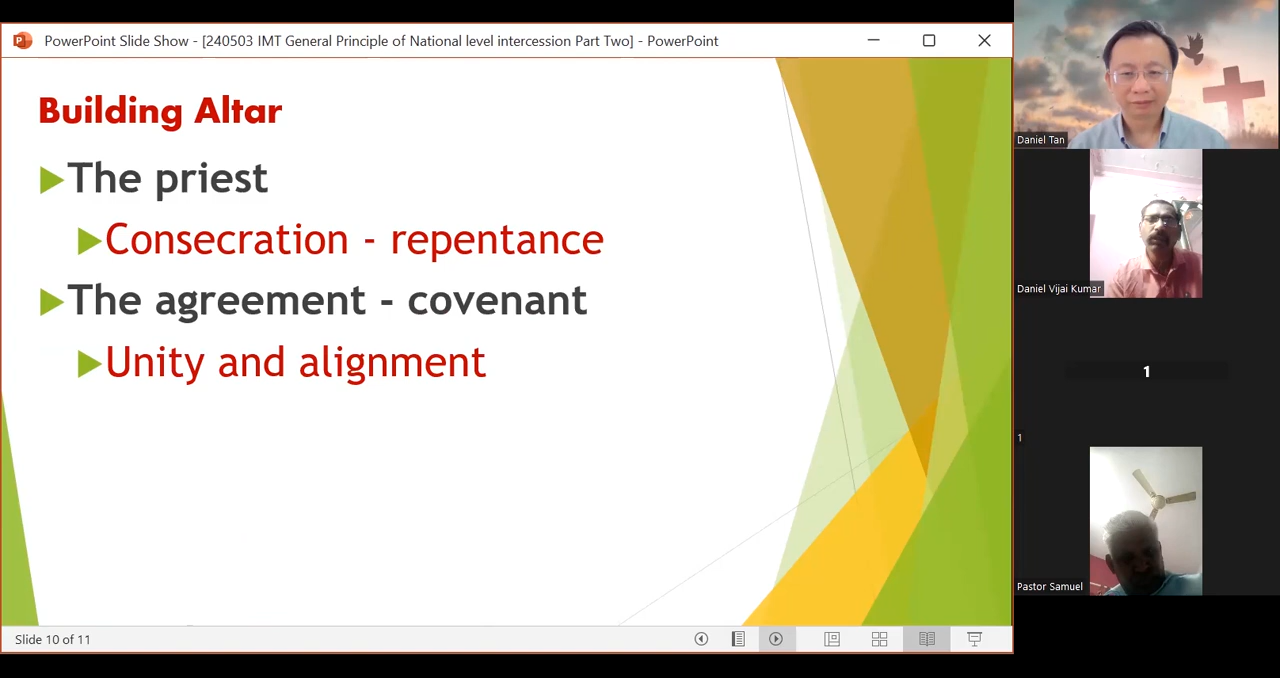 PowerPoint Slide Show - [240503 IMT General Principle of National level intercession Part Two] - PowerPoint
Building Altar
The priest
Consecration - repentance
The agreement - covenant
Unity and alignment
Slide 10 of 11
Daniel Tan
Daniel Vijai Kumar
1
1
Pastor Samuel